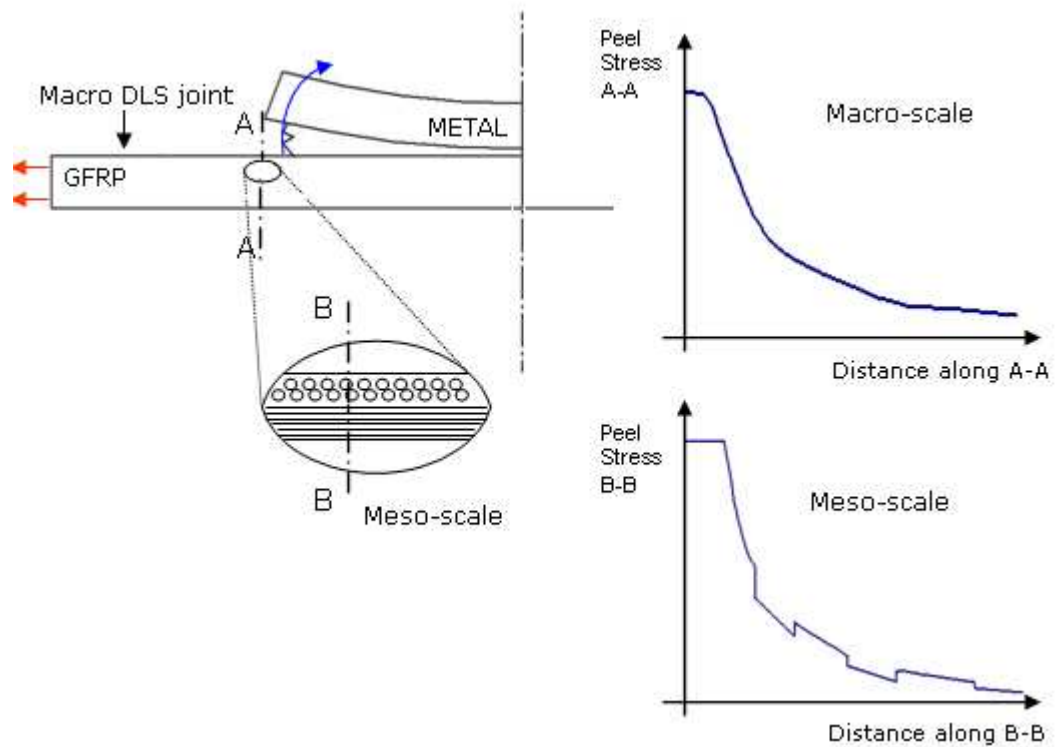 Macro DLS joint
A
METAL
GFRP
A
B
B
Meso-scale
Peel
Stress
A-A
Macro-scale
Distance along A-A
Peel
Stress
B-B
Meso-scale
Distance along B-B